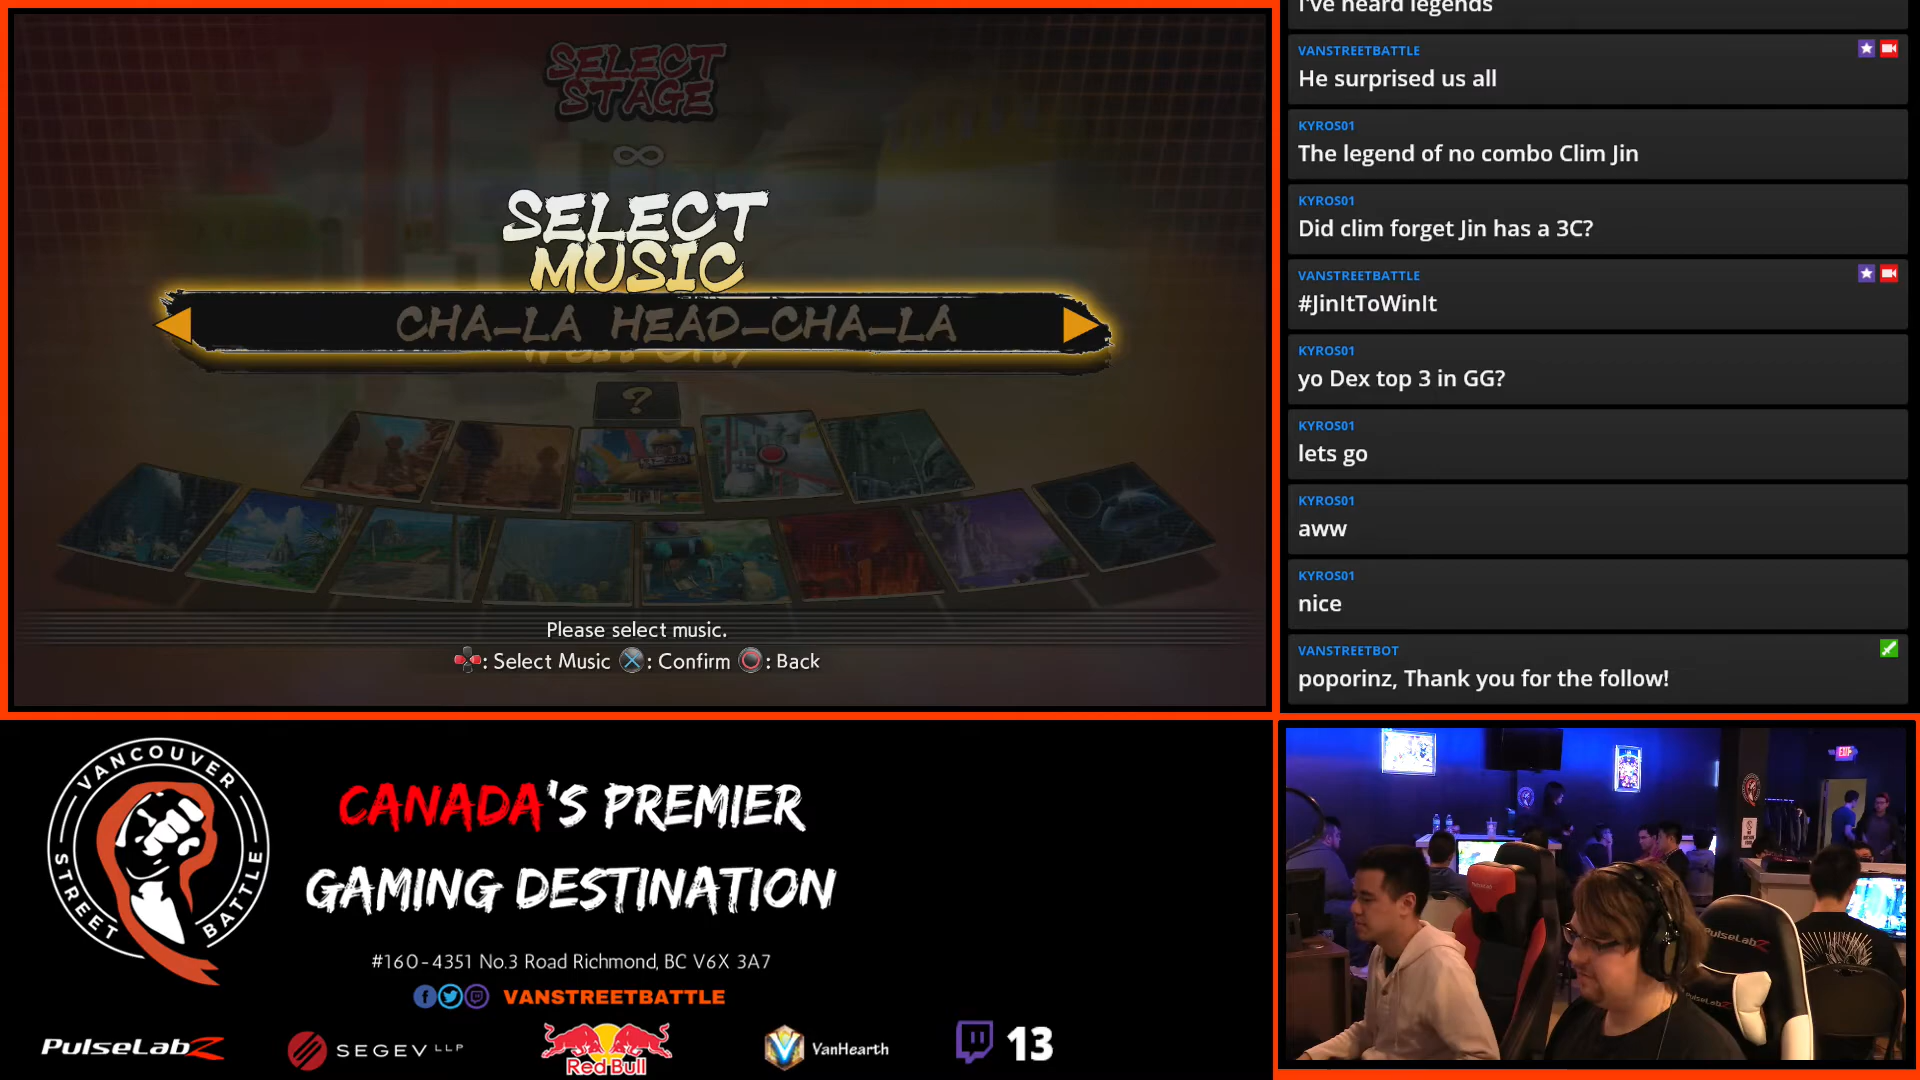 SELECT
STAGE
∞
SELECT
MUSIC
CHA-LA HEAD-CHA-LA
?
Please select music.
: Select Music : Confirm : Back
I've heard legends
VANSTREETBATTLE
He surprised us all
KYROS01
The legend of no combo Clim Jin
KYROS01
Did clim forget Jin has a 3C?
VANSTREETBATTLE
#JinItToWinIt
KYROS01
yo Dex top 3 in GG?
KYROS01
lets go
KYROS01
aww
KYROS01
nice
VANSTREETBOT
poporinz, Thank you for the follow!
VANCOUVER
STREET BATTLE
CANADA'S PREMIER
GAMING DESTINATION
#160-4351 No.3 Road Richmond, BC V6X 3A7
VANSTREETBATTLE
PULSELABZ
SEGEV LLP
Red Bull
VanHearth
13
EXIT
PulseLabZ
PulseLabZ